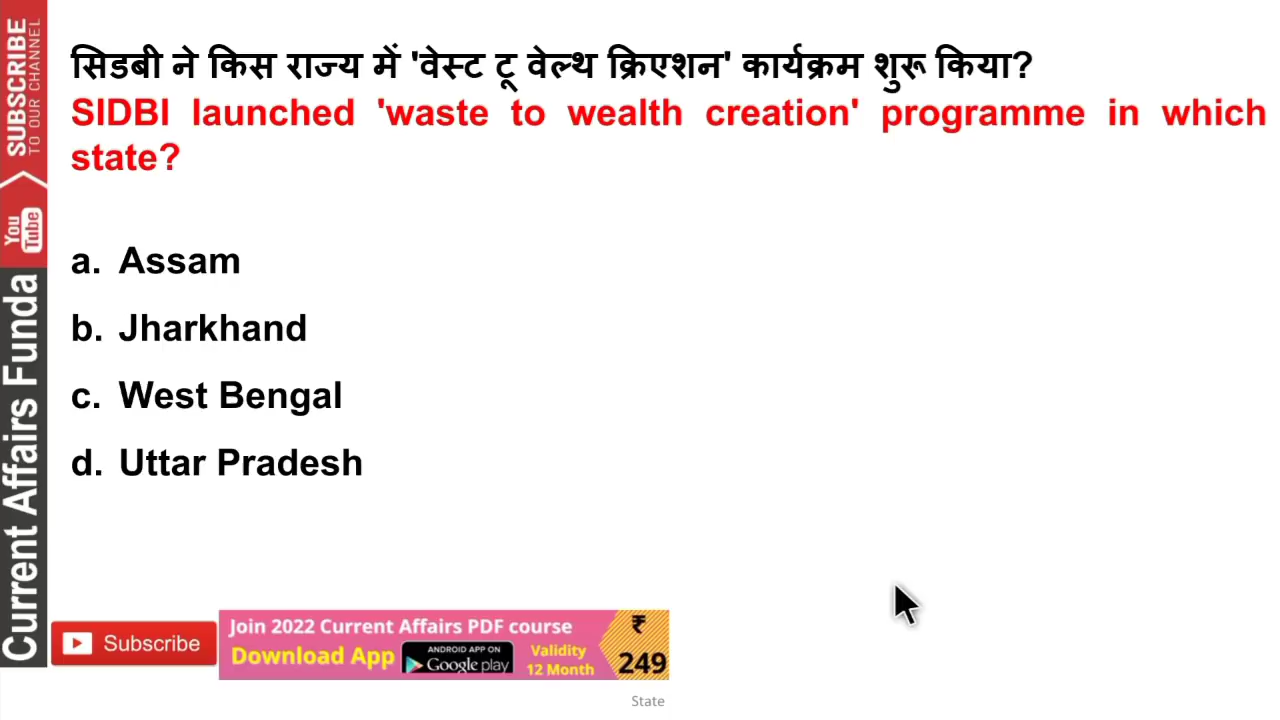 सिडबी ने किस राज्य में 'वेस्ट टू वेल्थ क्रिएशन' कार्यक्रम शुरू किया?
SIDBI launched 'waste to wealth creation' programme in which
state?
a. Assam
b. Jharkhand
c. West Bengal
d. Uttar Pradesh
SUBSCRIBE
TO OUR CHANNEL
You
Tube
Current Affairs Funda
Subscribe
Join 2022 Current Affairs PDF course
Download App
ANDROID APP ON
Google play
Validity
12 Month
₹
249
State